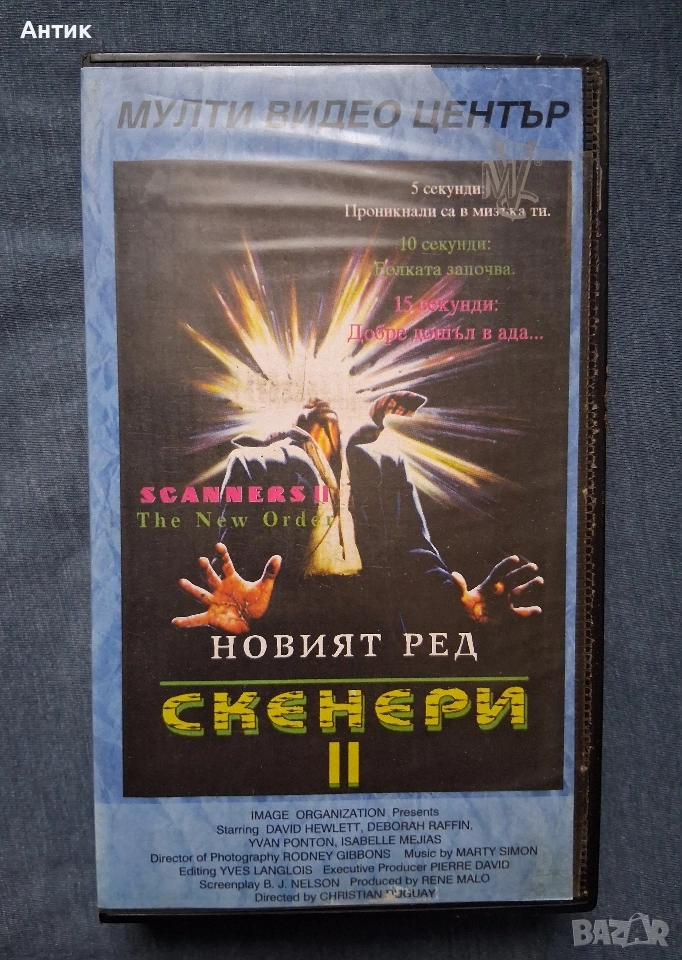 Антик
МУЛТИ ВИДЕО ЦЕНТЪР
5 секунди:
Проникнали са в мизъка ти.
10 секунди:
Болката започва.
15 секунди:
Добре дошъл в ада...
SCANNERS II
The New Order
НОВИЯТ РЕД
СКЕНЕРИ
II
IMAGE ORGANIZATION Presents
Starring DAVID HEWLETT, DEBORAH RAFFIN,
YVAN PONTON, ISABELLE MEJIAS
Director of Photography RODNEY GIBBONS Music by MARTY SIMON
Editing YVES LANGLOIS Executive Producer PIERRE DAVID
Screenplay B. J. NELSON Produced by RENE MALO
Directed by CHRISTIAN DUGUAY
BAZAR